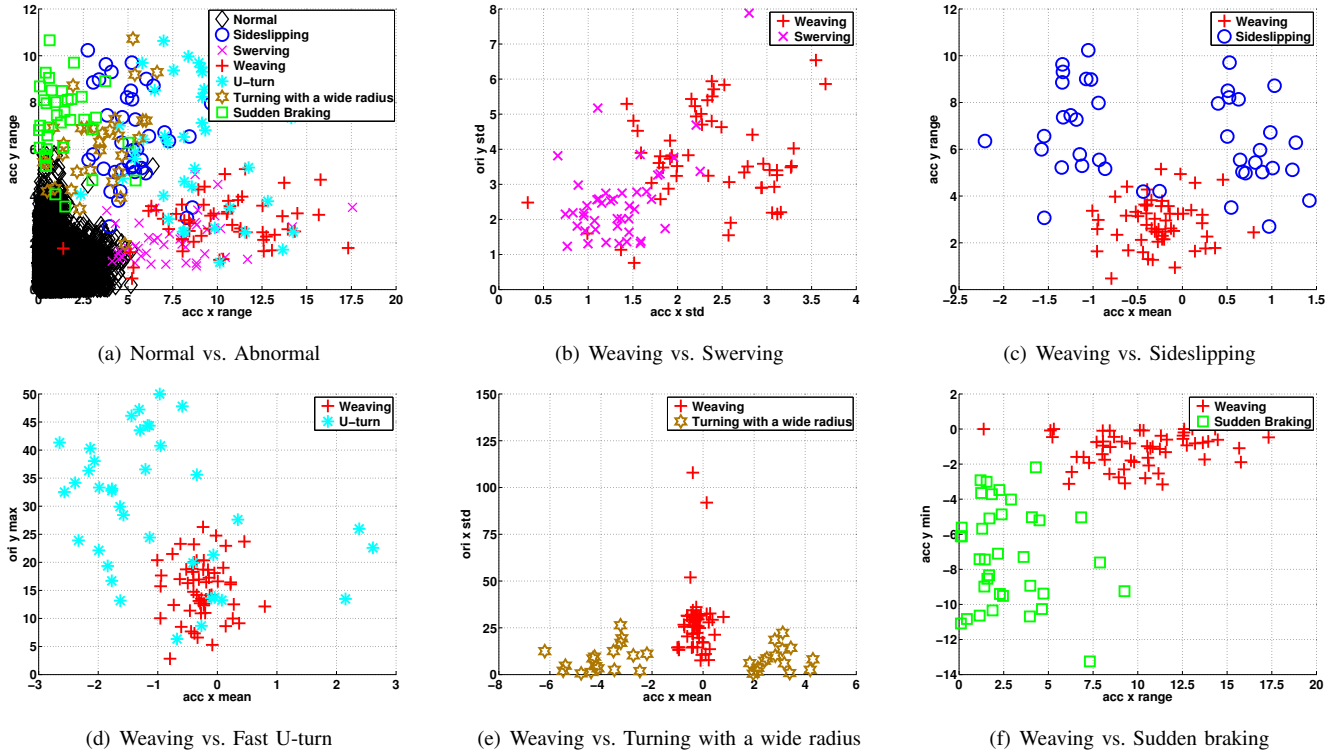 12
10
8
6
4
2
0
0
2.5
5
7.5
10
12.5
15
17.5
20
acc y range
acc x range
Normal
Sideslipping
Swerving
Weaving
U-turn
Turning with a wide radius
Sudden Braking
(a) Normal vs. Abnormal
8
7
6
5
4
3
2
1
0
0
0.5
1
1.5
2
2.5
3
3.5
4
ori y std
acc x std
Weaving
Swerving
(b) Weaving vs. Swerving
12
10
8
6
4
2
0
-2.5
-2
-1.5
-1
-0.5
0
0.5
1
1.5
acc y range
acc x mean
Weaving
Sideslipping
(c) Weaving vs. Sideslipping
50
45
40
35
30
25
20
15
10
5
0
-3
-2
-1
0
1
2
3
ori y max
acc x mean
Weaving
U-turn
(d) Weaving vs. Fast U-turn
150
125
100
75
50
25
0
-8
-6
-4
-2
0
2
4
6
ori x std
acc x mean
Weaving
Turning with a wide radius
(e) Weaving vs. Turning with a wide radius
2
0
-2
-4
-6
-8
-10
-12
-14
0
2.5
5
7.5
10
12.5
15
17.5
20
acc y min
acc x range
Weaving
Sudden Braking
(f) Weaving vs. Sudden braking